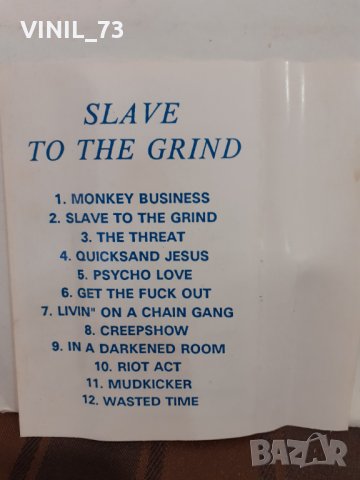 VINIL_73
SLAVE
TO THE GRIND
1. MONKEY BUSINESS
2. SLAVE TO THE GRIND
3. THE THREAT
4. QUICKSAND JESUS
5. PSYCHO LOVE
6. GET THE FUCK OUT
7. LIVIN" ON A CHAIN GANG
8. CREEPSHOW
9. IN A DARKENED ROOM
10. RIOT ACT
11. MUDKICKER
12. WASTED TIME
BAZAR